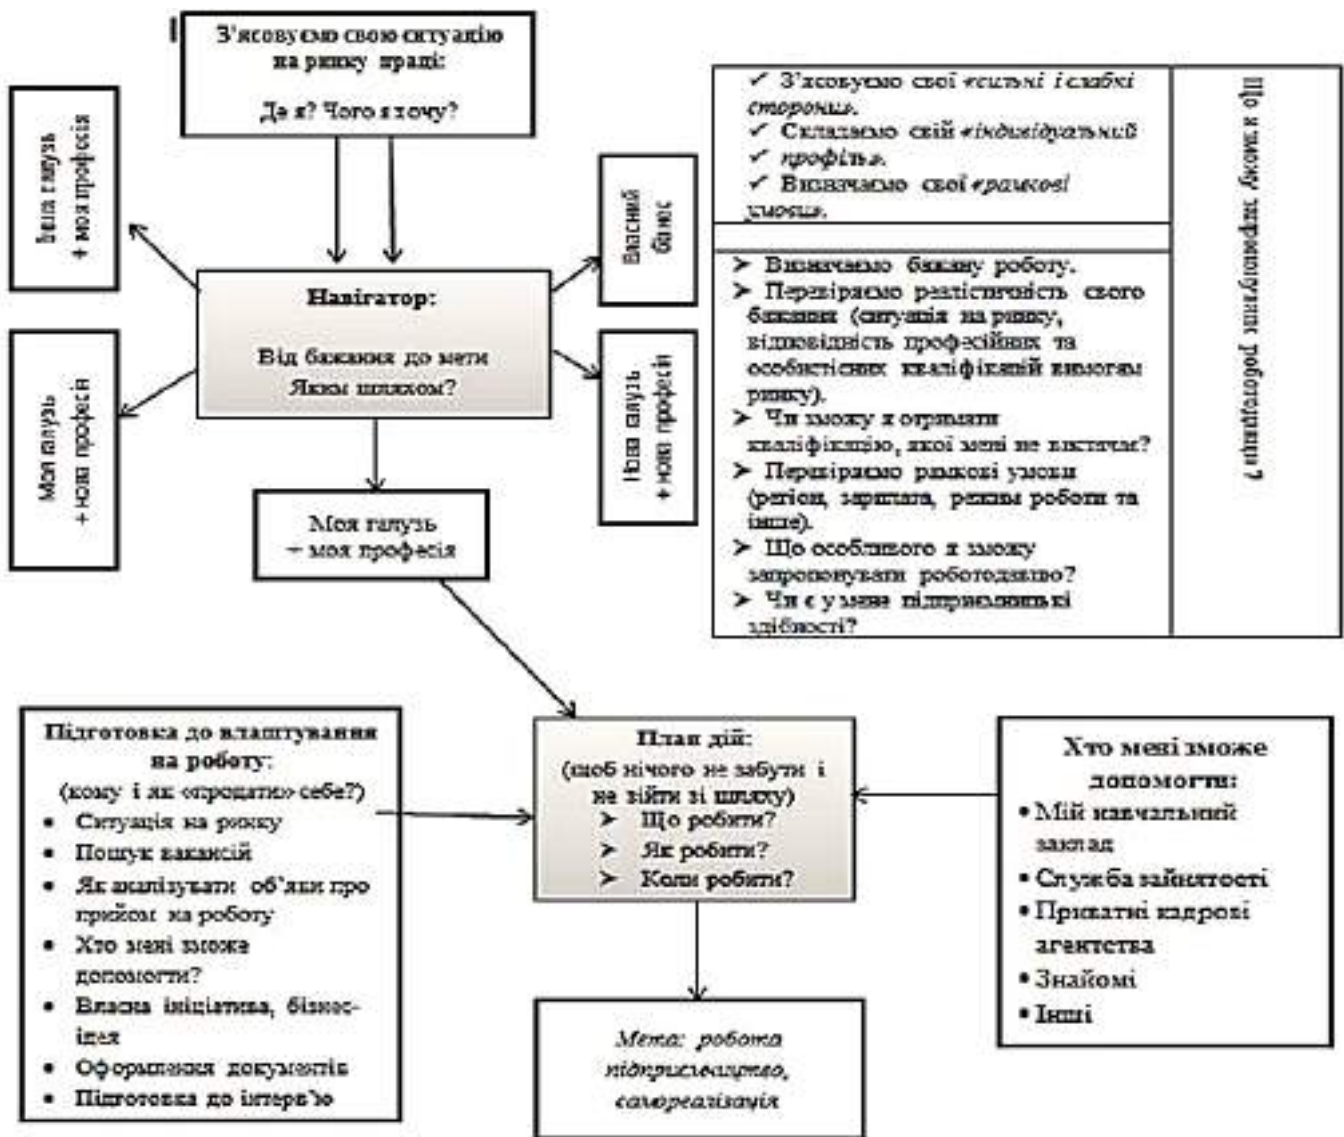 З'ясовуємо свою ситуацію
на ринку праці:
Де я? Чого я хочу?
галузь
+ моя професія
Моя галузь
+ нова професія
Навігатор:
Від бажання до мети
Яким шляхом?
Власний
бізнес
Нова галузь
+ нова професія
Моя галузь
+ моя професія
✓ З'ясовуємо свої «сильні і слабкі
сторони».
✓ Складаємо свій «індивідуальний
✓ профіль».
✓ Визначаємо свої «рамкові
умови».
➤ Визначаємо бажану роботу.
➤ Перевіряємо реалістичність свого
бажання (ситуація на ринку,
відповідність професійних та
особистісних кваліфікацій вимогам
ринку).
➤ Чи зможу я отримати
кваліфікацію, якої мені не вистачає?
➤ Перевіряємо рамкові умови
(регіон, зарплата, режим роботи та
інше).
➤ Що особливого я зможу
запропонувати роботодавцю?
➤ Чи є у мене підприємницькі
здібності?
Що я зможу запропонувати роботодавцю?
Підготовка до влаштування
на роботу:
(кому і як «продати» себе?)
• Ситуація на ринку
• Пошук вакансій
• Як аналізувати об'яви про
прийом на роботу
• Хто мені зможе
допомогти?
• Власна ініціатива, бізнес-
ідея
• Оформлення документів
• Підготовка до інтерв'ю
План дій:
(щоб нічого не забути і
не зійти зі шляху)
➤ Що робити?
➤ Як робити?
➤ Коли робити?
Хто мені зможе
допомогти:
• Мій навчальний
заклад
• Служба зайнятості
• Приватні кадрові
агентства
• Знайомі
• Інші
Мета: робота
підприємництво,
самореалізація